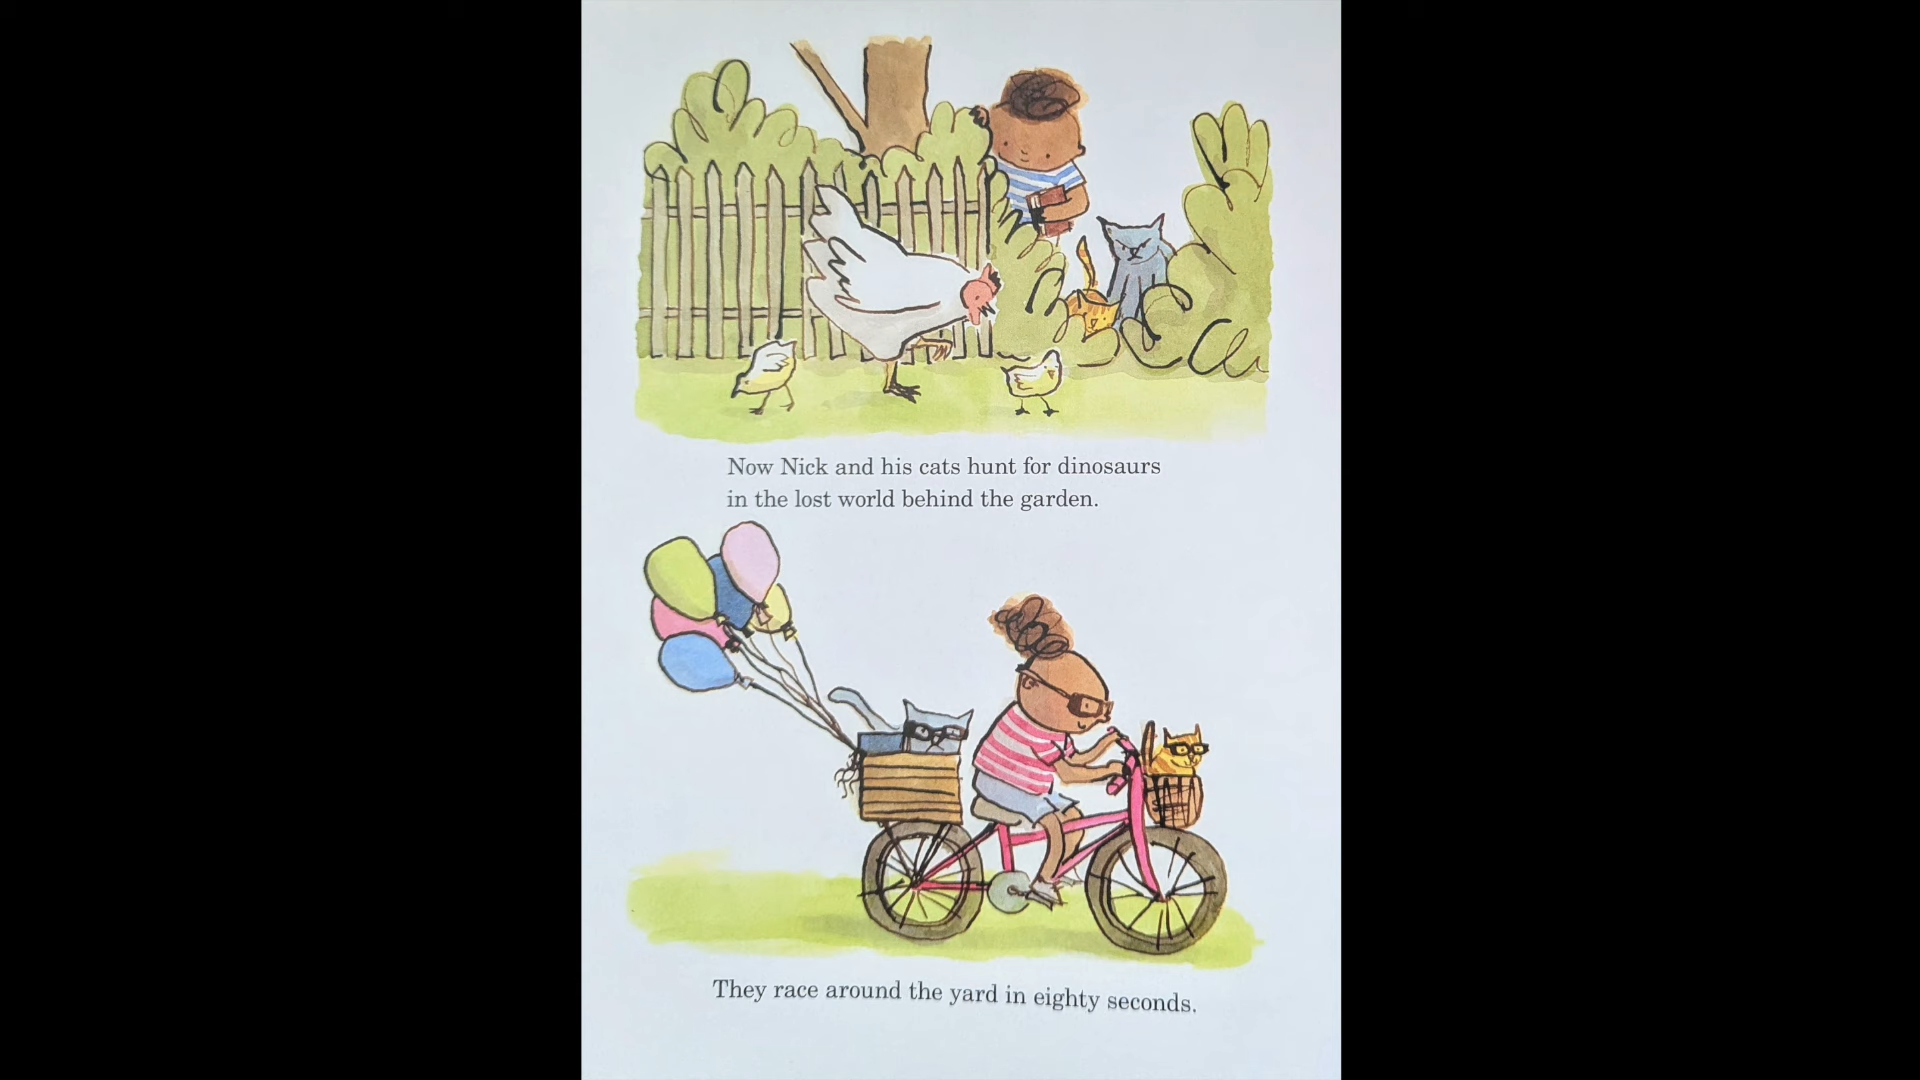 Now Nick and his cats hunt for dinosaurs
in the lost world behind the garden.
They race around the yard in eighty seconds.